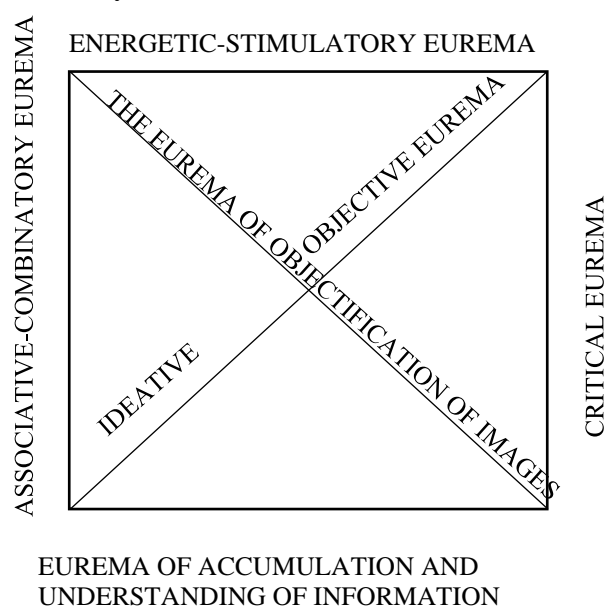 ENERGETIC-STIMULATORY EUREMA
ASSOCIATIVE-COMBINATORY EUREMA
THE EUREMA OF OBJECTIFICATION OF IMAGES
IDEATIVE OBJECTIVE EUREMA
CRITICAL EUREMA
EUREMA OF ACCUMULATION AND
UNDERSTANDING OF INFORMATION